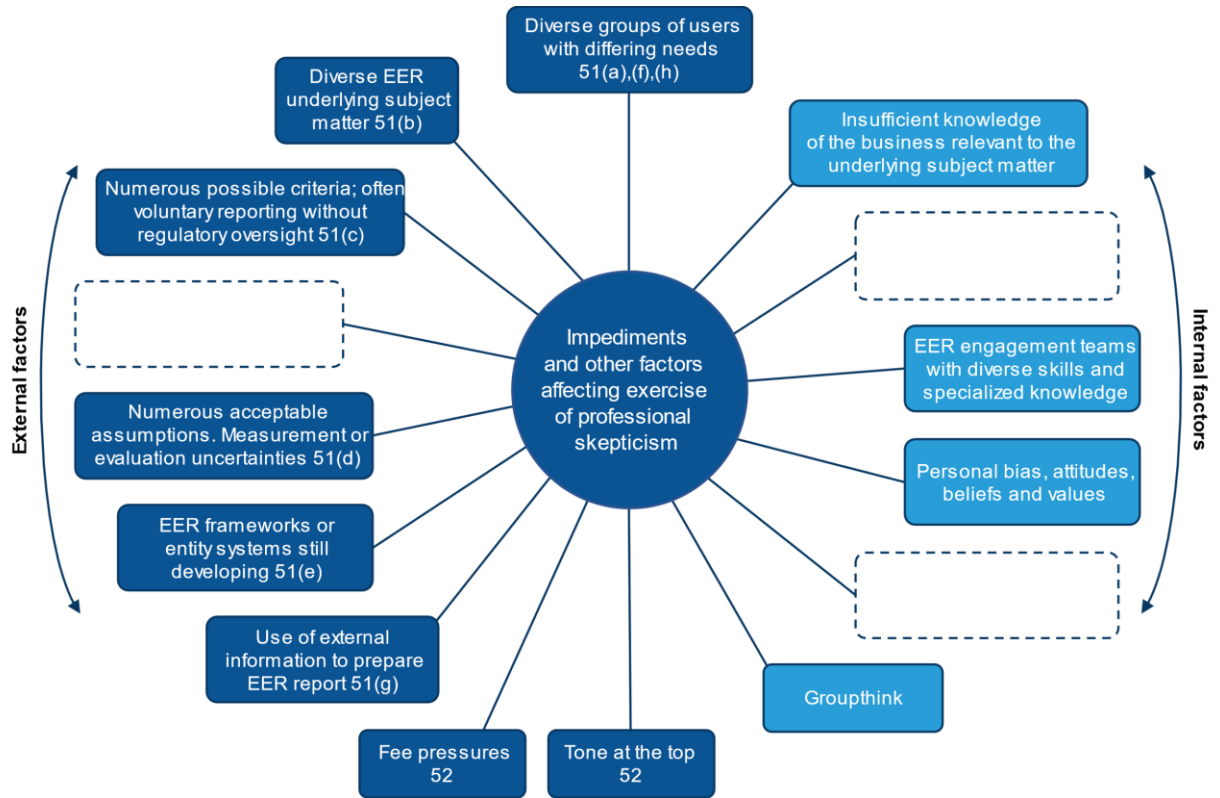 Diverse groups of users
with differing needs
51(a),(f),(h)
Diverse EER
underlying subject
matter 51(b)
Insufficient knowledge
of the business relevant to the
underlying subject matter
Numerous possible criteria; often
voluntary reporting without
regulatory oversight 51(c)
External factors
Impediments
and other factors
affecting exercise
of professional
skepticism
Internal factors
EER engagement teams
with diverse skills and
specialized knowledge
Numerous acceptable
assumptions. Measurement or
evaluation uncertainties 51(d)
Personal bias, attitudes,
beliefs and values
EER frameworks or
entity systems still
developing 51(e)
Use of external
information to prepare
EER report 51(g)
Groupthink
Fee pressures
52
Tone at the top
52